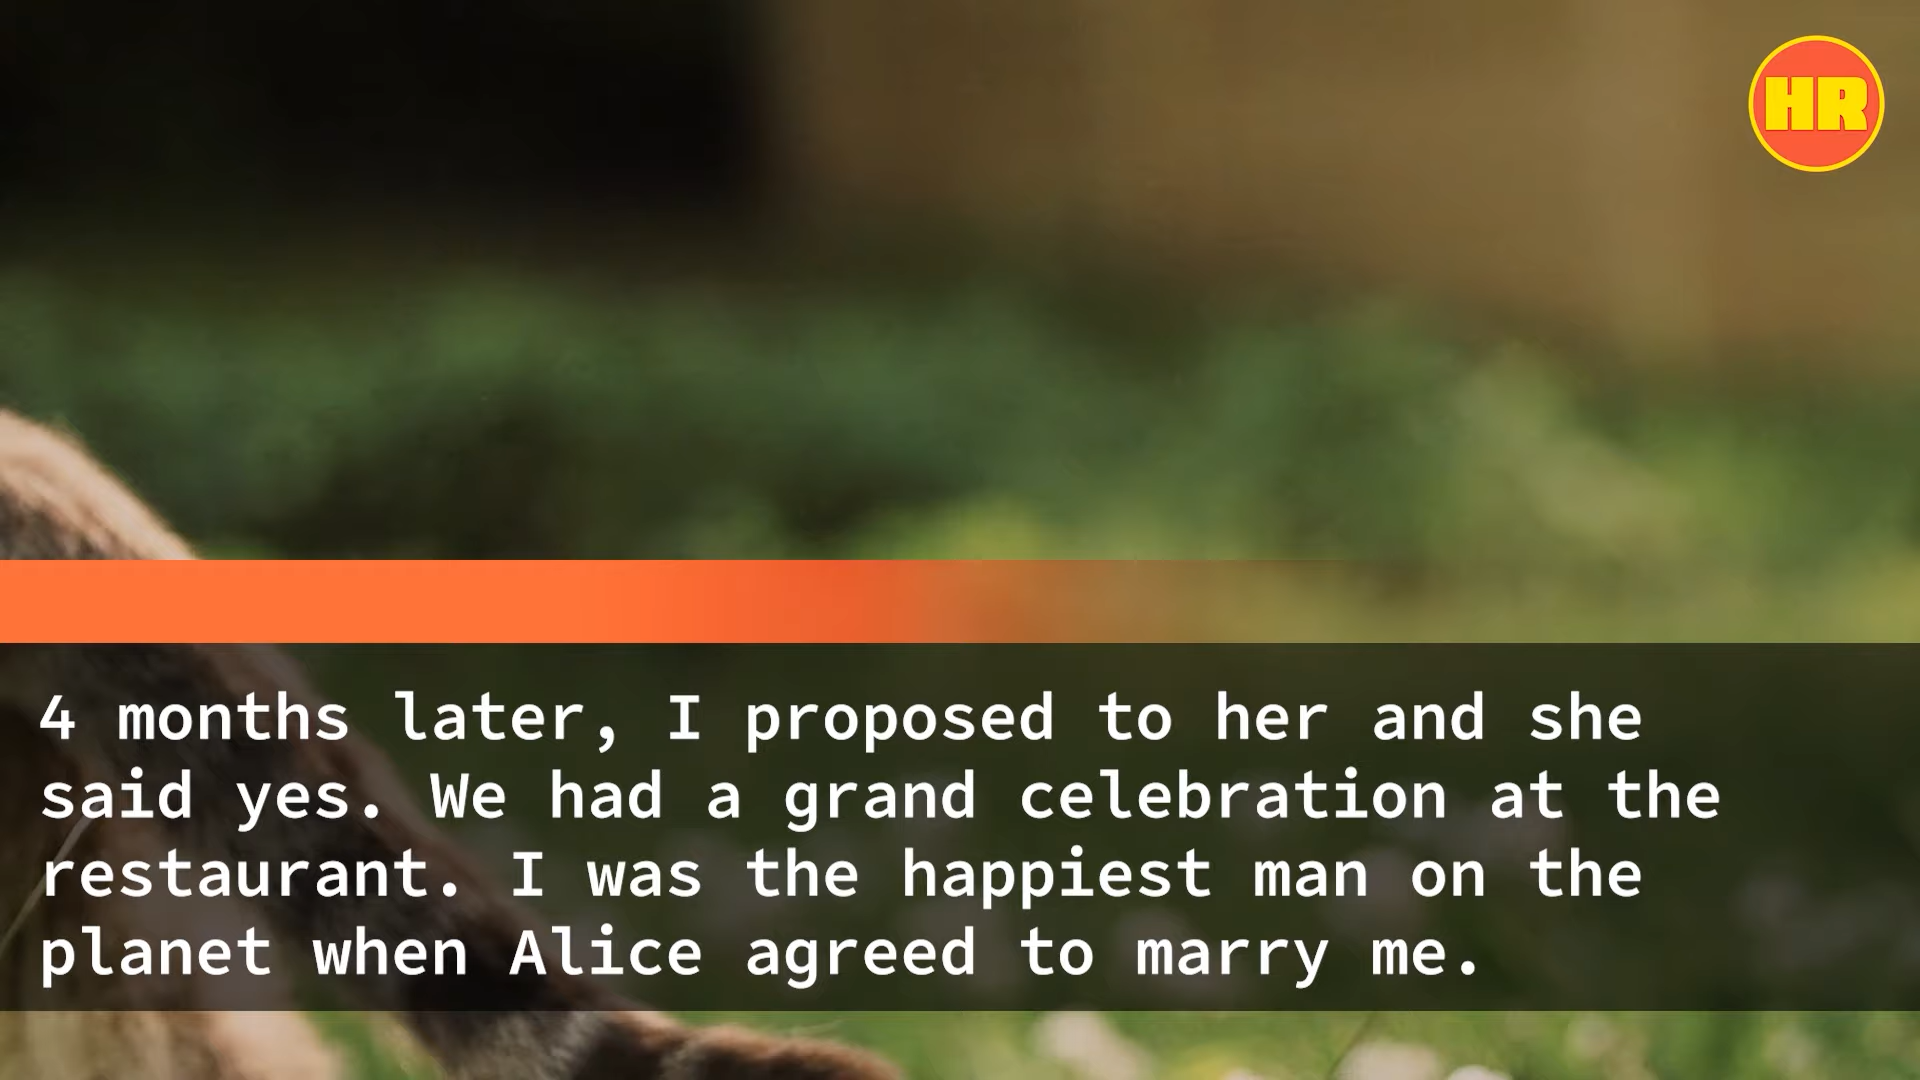 HR
4 months later, I proposed to her and she
said yes. We had a grand celebration at the
restaurant. I was the happiest man on the
planet when Alice agreed to marry me.